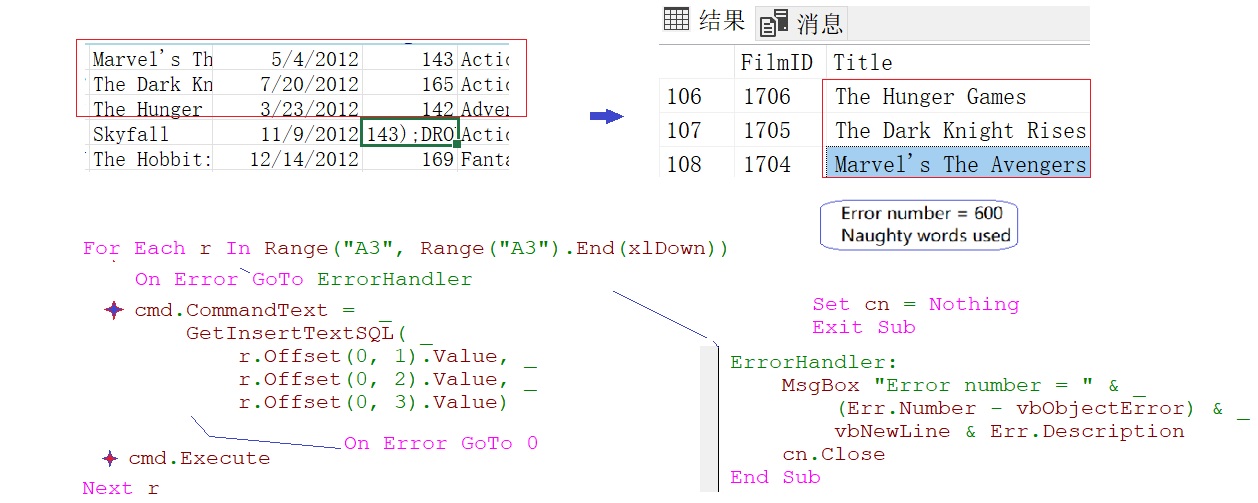 Marvel's Th 5/4/2012 143 Actic
The Dark Kn 7/20/2012 165 Actic
The Hunger 3/23/2012 142 Adver
Skyfall 11/9/2012 143);DRO Actic
The Hobbit: 12/14/2012 169 Fanta
结果 消息
FilmID Title
106 1706 The Hunger Games
107 1705 The Dark Knight Rises
108 1704 Marvel's The Avengers
Error number = 600
Naughty words used
For Each r In Range("A3", Range("A3").End(xlDown))
On Error GoTo ErrorHandler
cmd.CommandText = _
GetInsertTextSQL( _
r.Offset(0, 1).Value, _
r.Offset(0, 2).Value, _
r.Offset(0, 3).Value)
On Error GoTo 0
cmd.Execute
Next r
Set cn = Nothing
Exit Sub
ErrorHandler:
MsgBox "Error number = " & _
(Err.Number - vbObjectError) & _
vbNewLine & Err.Description
cn.Close
End Sub